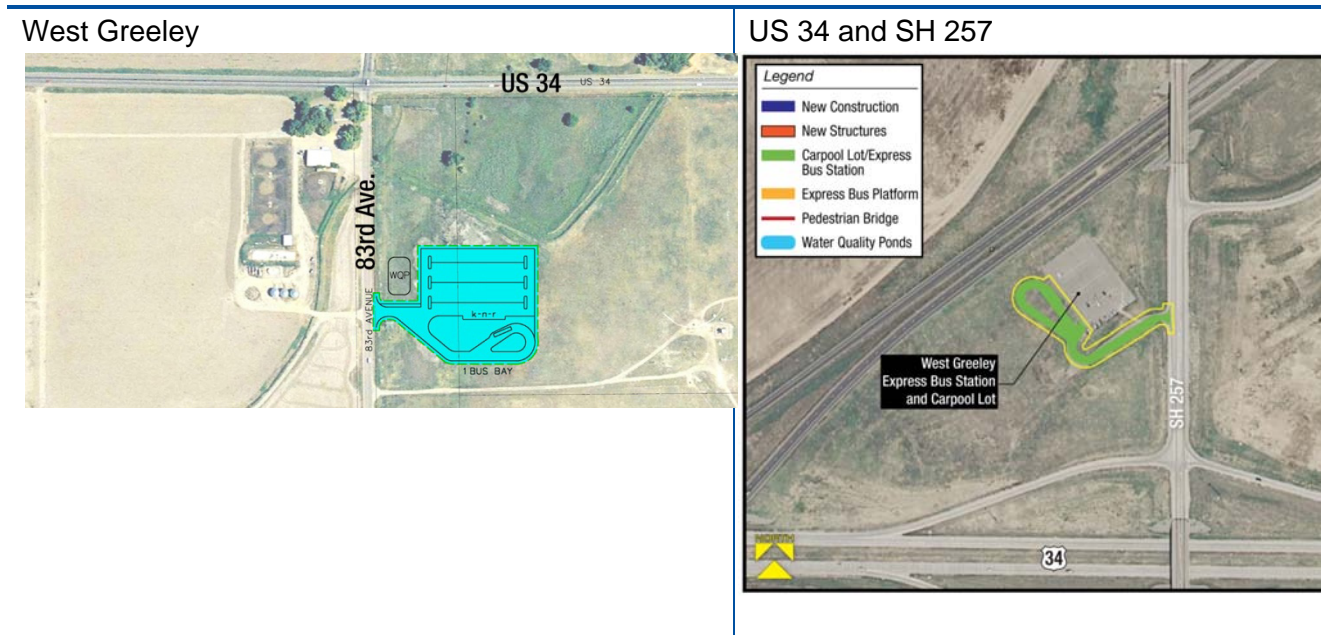 West Greeley
US 34
US 34
83rd Ave.
WQP
83rd AVENUE
k-n-r
1 BUS BAY
US 34 and SH 257
Legend
New Construction
New Structures
Carpool Lot/Express
Bus Station
Express Bus Platform
Pedestrian Bridge
Water Quality Ponds
West Greeley
Express Bus Station
and Carpool Lot
SH 257
34
NORTH